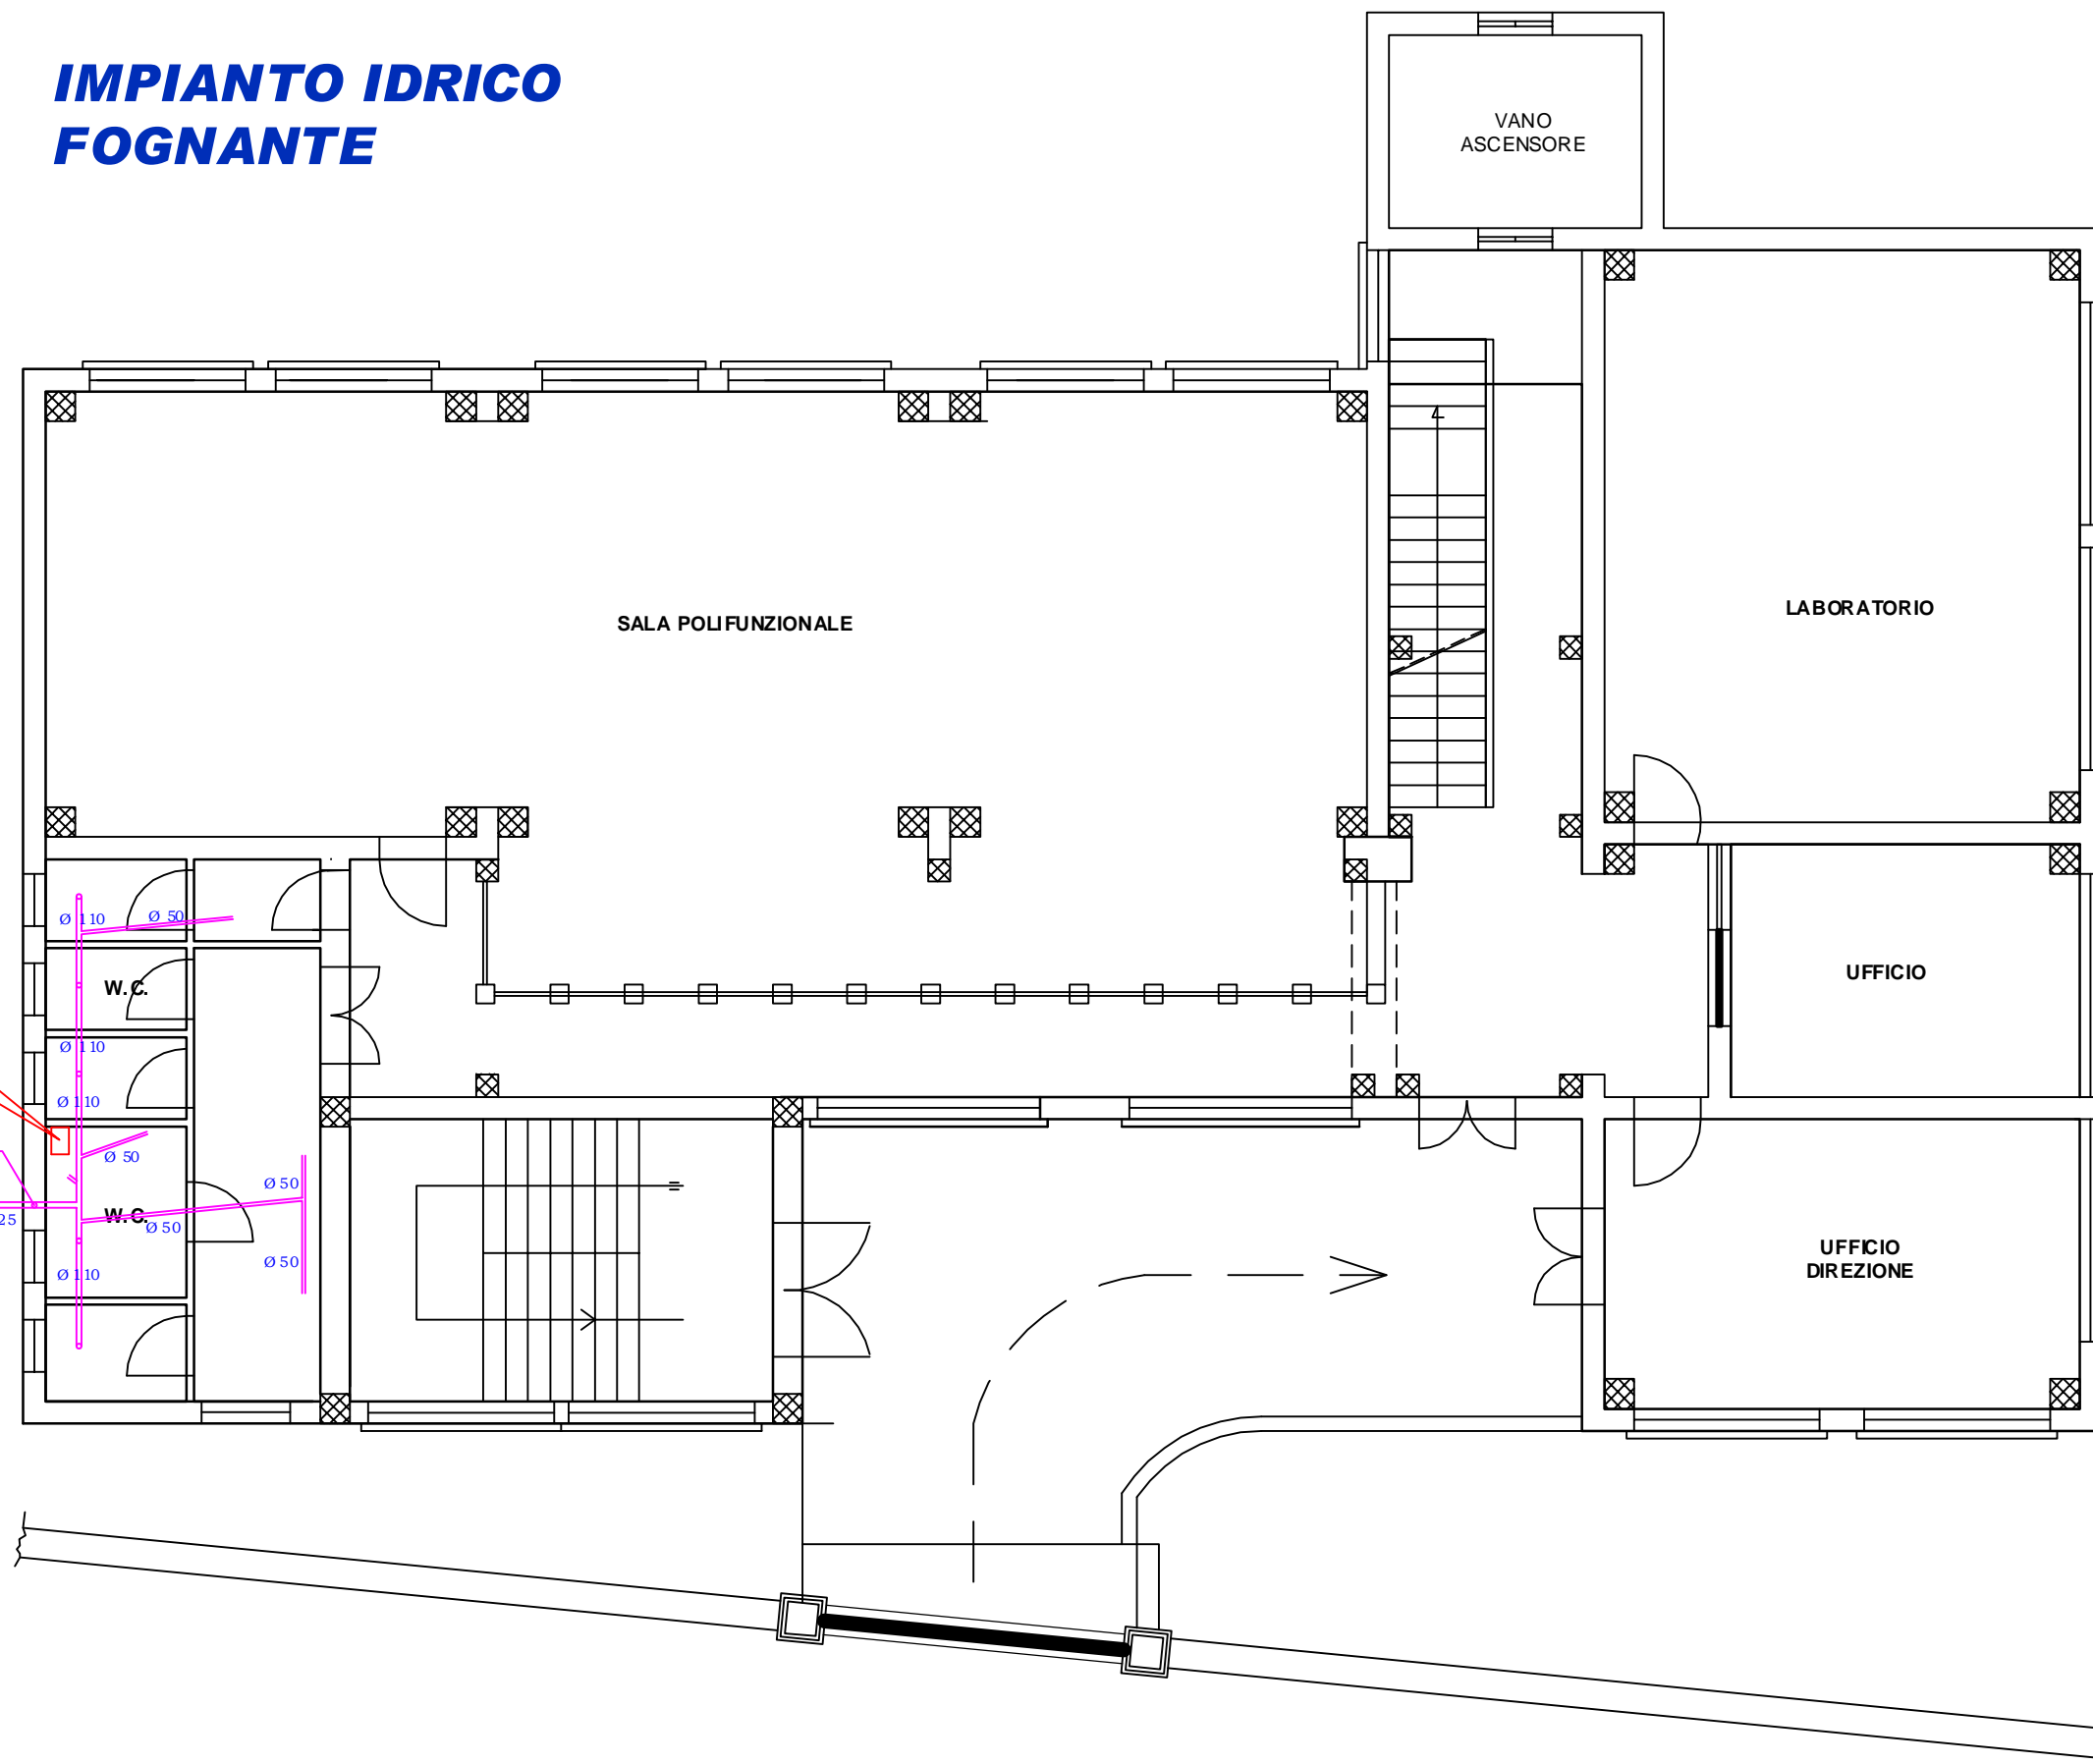 IMPIANTO IDRICO
FOGNANTE
VANO
ASCENSORE
SALA POLIFUNZIONALE
LABORATORIO
Ø 110
Ø 50
W.C.
UFFICIO
Ø 110
Ø 110
Ø 50
Ø 50
W.C.
25
Ø 50
Ø 50
Ø 110
UFFICIO
DIREZIONE